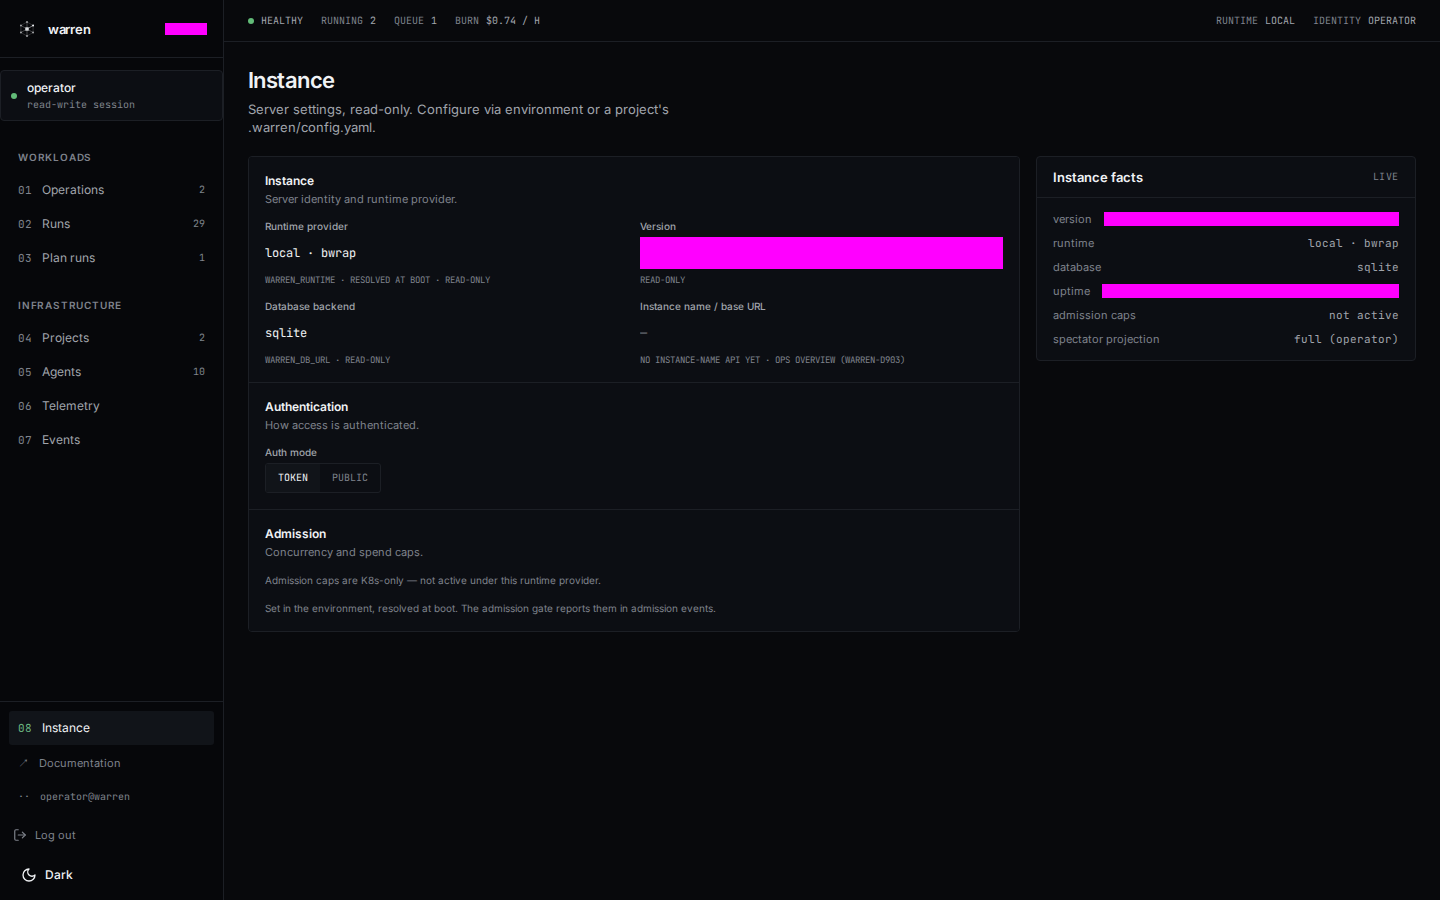 warren
operator
read-write session
WORKLOADS
01 Operations 2
02 Runs 29
03 Plan runs 1
INFRASTRUCTURE
04 Projects 2
05 Agents 10
06 Telemetry
07 Events
08 Instance
Documentation
operator@warren
Log out
Dark
HEALTHY RUNNING 2 QUEUE 1 BURN $0.74 / H
RUNTIME LOCAL IDENTITY OPERATOR
Instance
Server settings, read-only. Configure via environment or a project's
.warren/config.yaml.
Instance
Server identity and runtime provider.
Runtime provider
local · bwrap
WARREN_RUNTIME · RESOLVED AT BOOT · READ-ONLY
Version
READ-ONLY
Database backend
sqlite
WARREN_DB_URL · READ-ONLY
Instance name / base URL
—
NO INSTANCE-NAME API YET · OPS OVERVIEW (WARREN-D903)
Authentication
How access is authenticated.
Auth mode
TOKEN PUBLIC
Admission
Concurrency and spend caps.
Admission caps are K8s-only — not active under this runtime provider.
Set in the environment, resolved at boot. The admission gate reports them in admission events.
Instance facts LIVE
version
runtime local · bwrap
database sqlite
uptime
admission caps not active
spectator projection full (operator)